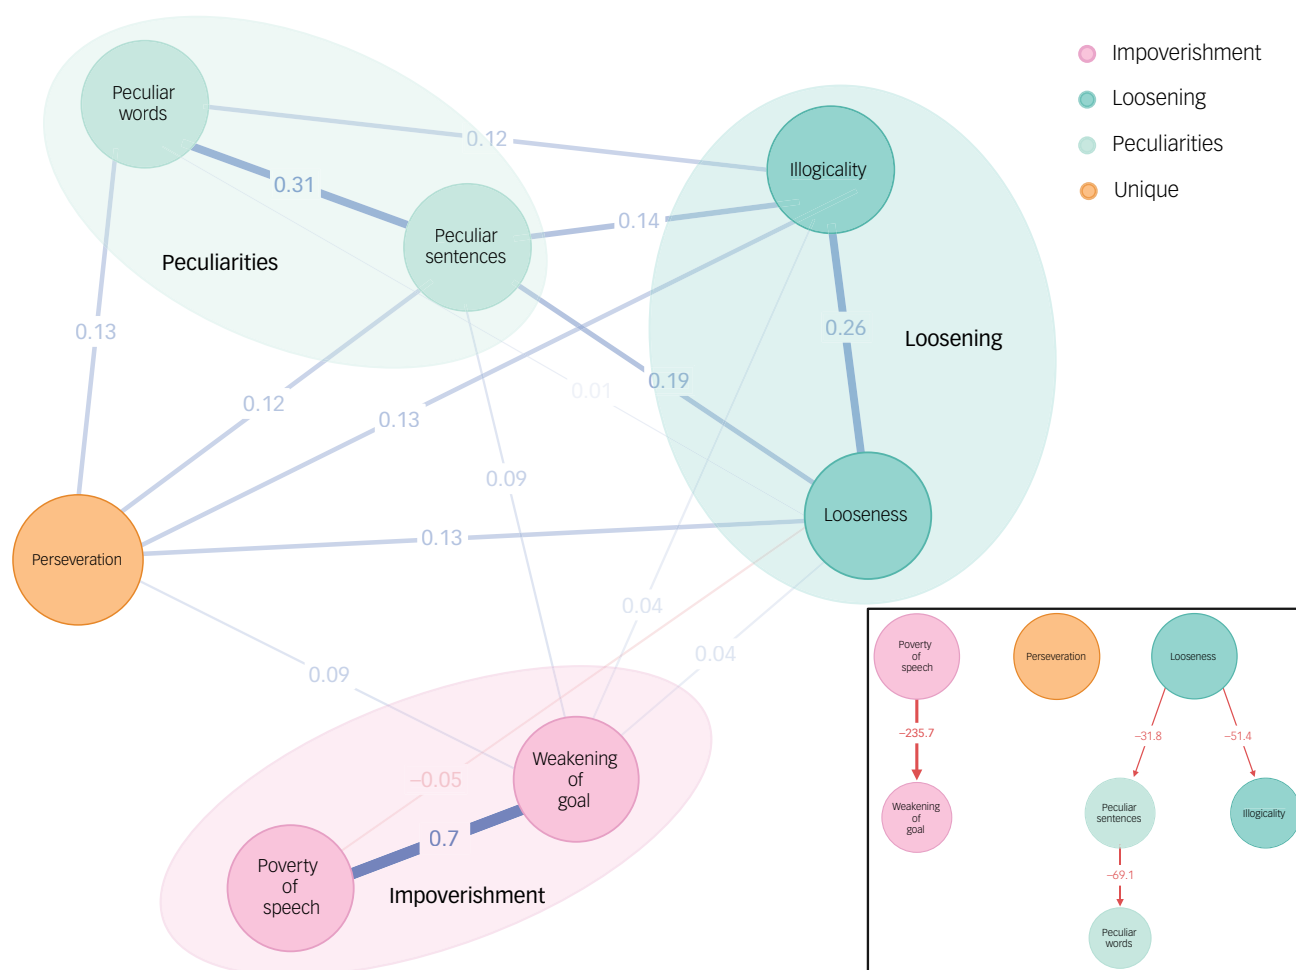 Peculiar
words
Impoverishment
Loosening
Peculiarities
Unique
0.12
Illogicality
0.31
0.14
Peculiar
sentences
Peculiarities
0.13
0.26
Loosening
0.19
0.01
0.12
0.13
0.09
Looseness
0.13
Perseveration
0.04
0.04
0.09
Weakening
of
goal
–0.05
0.7
Poverty
of
speech
Impoverishment
Poverty
of
speech
Perseveration
Looseness
–235.7
–31.8
–51.4
Weakening
of
goal
Peculiar
sentences
Illogicality
–69.1
Peculiar
words